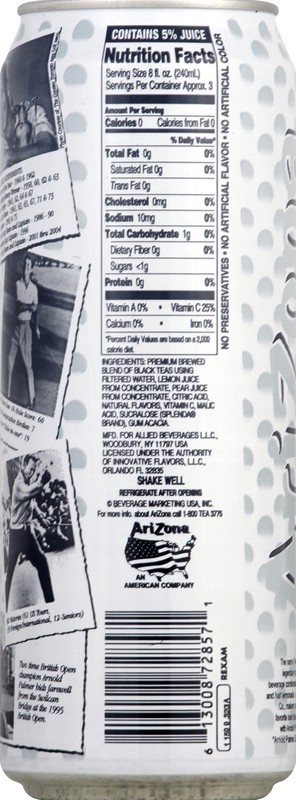 CONTAINS 5% JUICE
Nutrition Facts
Serving Size 8 fl. oz. (240mL)
Servings Per Container Approx. 3
Amount Per Serving
Calories 0 Calories from Fat 0
% Daily Value*
Total Fat 0g 0%
Saturated Fat 0g 0%
Trans Fat 0g
Cholesterol 0mg 0%
Sodium 10mg 0%
Total Carbohydrate 1g 0%
Dietary Fiber 0g 0%
Sugars <1g
Protein 0g 0%
Vitamin A 0% • Vitamin C 25%
Calcium 0% • Iron 0%
*Percent Daily Values are based on a 2,000
calorie diet.
NO PRESERVATIVES • NO ARTIFICIAL FLAVOR • NO ARTIFICIAL COLOR
INGREDIENTS: PREMIUM BREWED
BLEND OF BLACK TEAS USING
FILTERED WATER, LEMON JUICE
FROM CONCENTRATE, PEAR JUICE
FROM CONCENTRATE, CITRIC ACID,
NATURAL FLAVORS, VITAMIN C, MALIC
ACID, SUCRALOSE (SPLENDA®
BRAND), GUM ACACIA.
MFD. FOR ALLIED BEVERAGES L.L.C.,
WOODBURY, NY 11797 USA
LICENSED UNDER THE AUTHORITY
OF INNOVATIVE FLAVORS, L.L.C.,
ORLANDO FL 32835
SHAKE WELL
REFRIGERATE AFTER OPENING
© BEVERAGE MARKETING USA, INC.
For more info. about AriZona call 1-800 TEA 3775
AriZona
AN
AMERICAN COMPANY
6 13008 72857 1
REXAM
Two time British Open
champion Arnold
Palmer bids farewell
from the Swilcan
Bridge at the 1995
British Open.